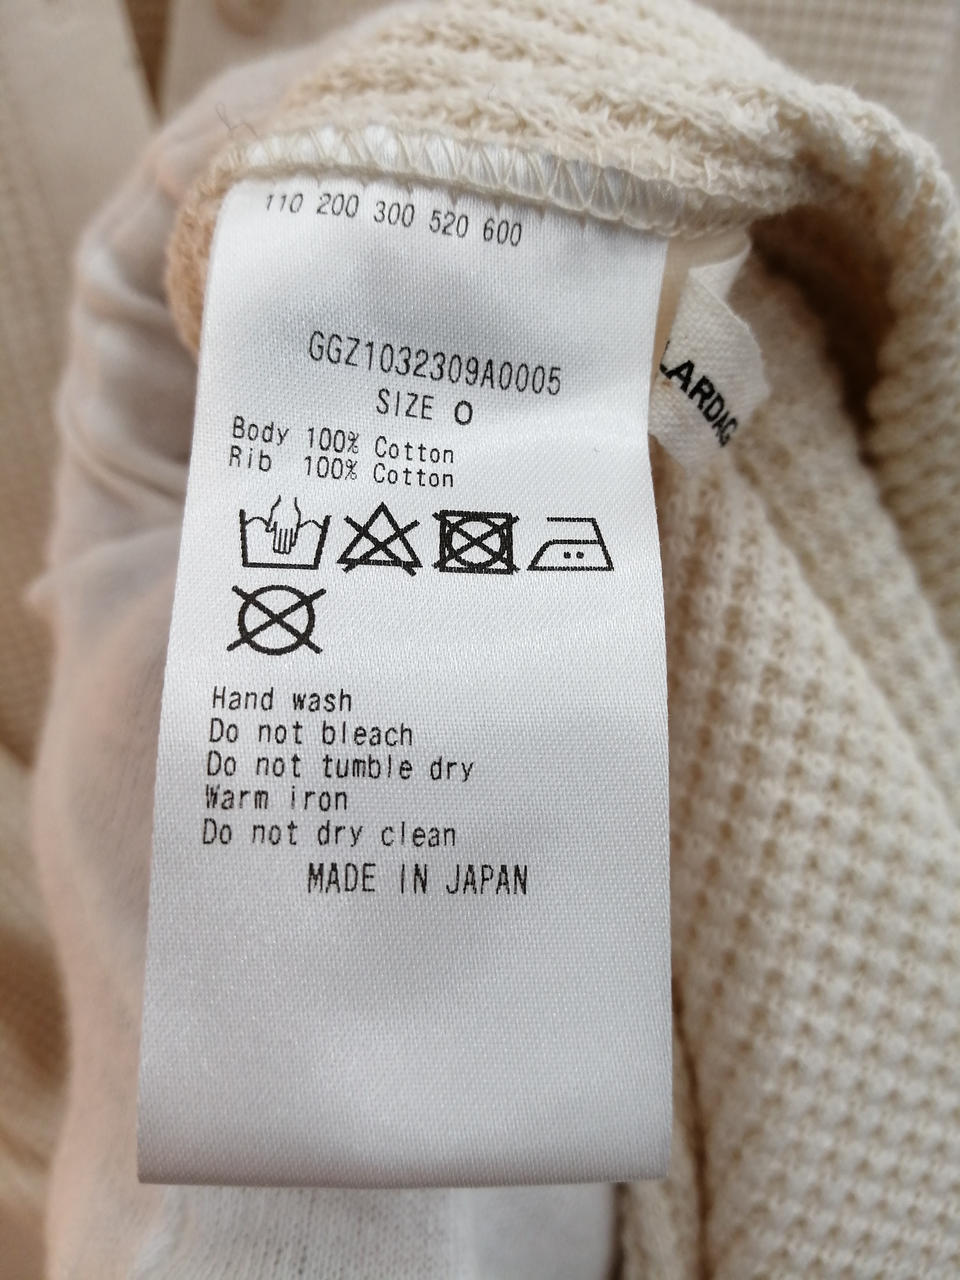 110 200 300 520 600
GGZ1032309A0005
SIZE O
Body 100% Cotton
Rib 100% Cotton
Hand wash
Do not bleach
Do not tumble dry
Warm iron
Do not dry clean
MADE IN JAPAN